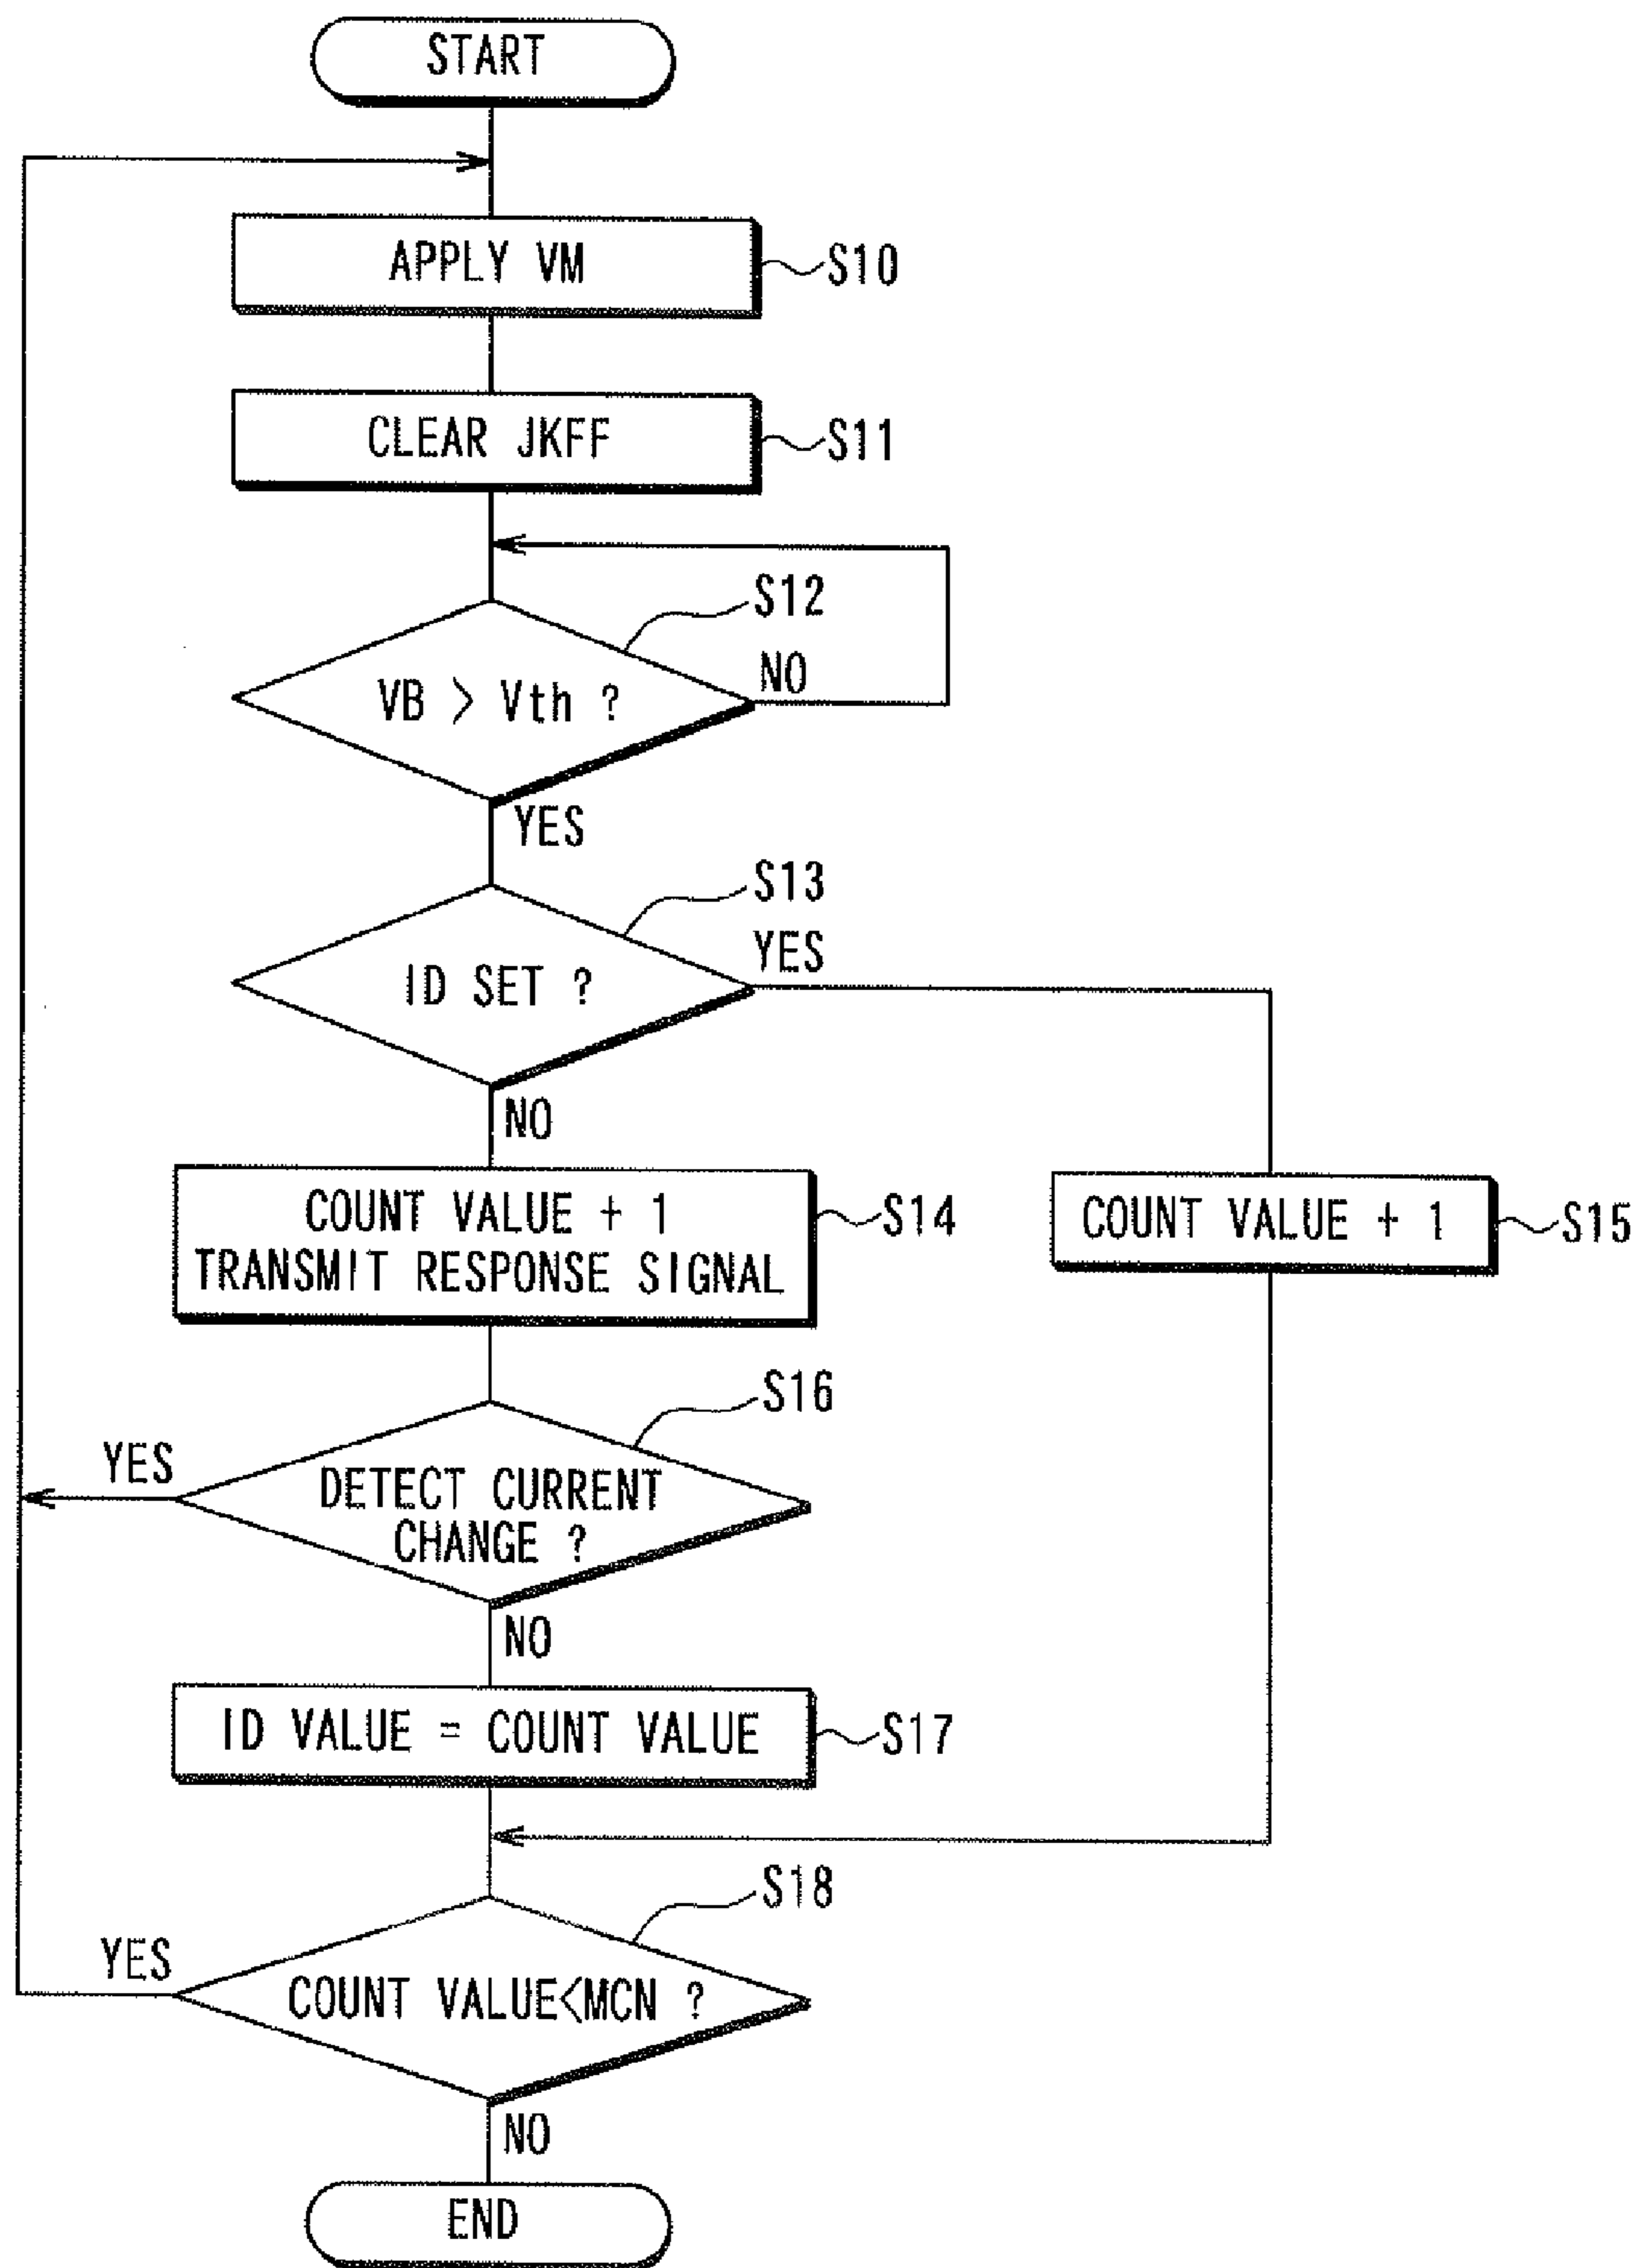 START
APPLY VM
S10
CLEAR JKFF
S11
S12
VB > Vth ?
NO
YES
S13
ID SET ?
YES
NO
COUNT VALUE + 1
TRANSMIT RESPONSE SIGNAL
S14
COUNT VALUE + 1
S15
S16
YES
DETECT CURRENT
CHANGE ?
NO
ID VALUE = COUNT VALUE
S17
S18
YES
COUNT VALUE<MCN ?
NO
END